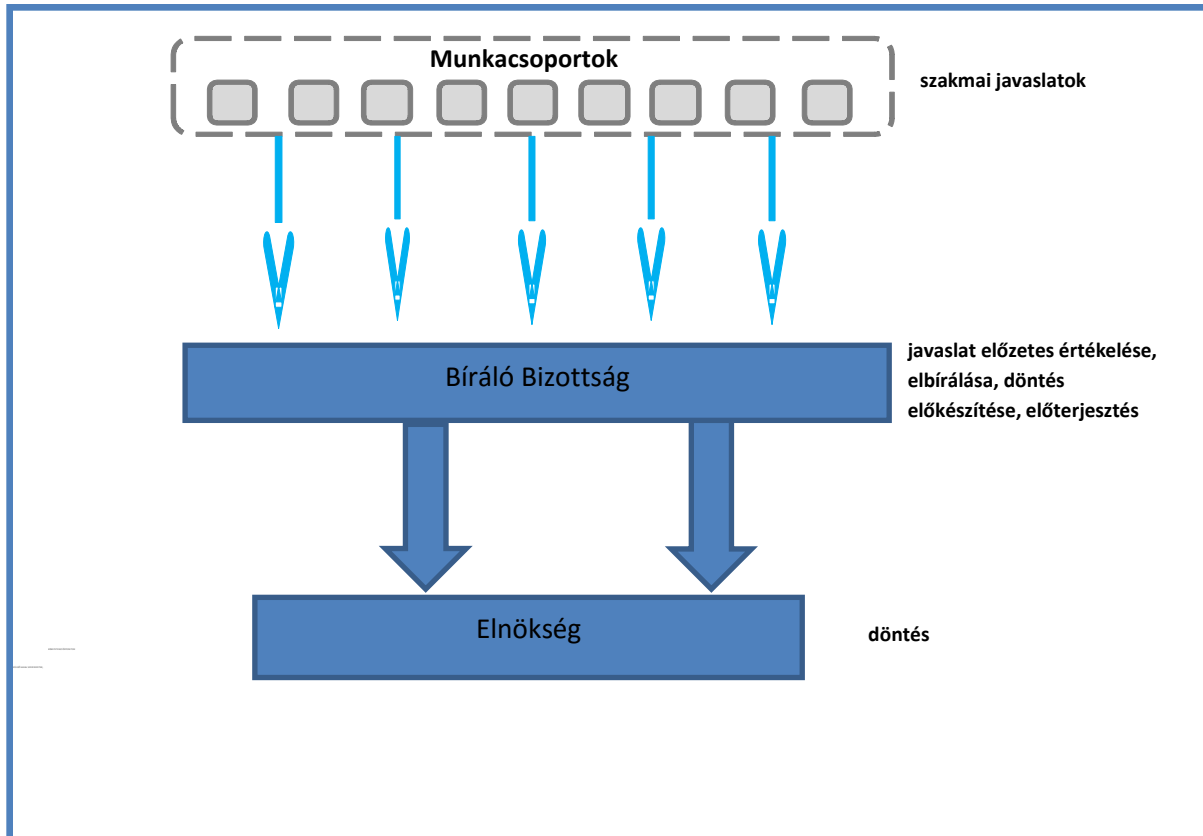 Munkacsoportok
szakmai javaslatok
Bíráló Bizottság
javaslat előzetes értékelése,
elbírálása, döntés
előkészítése, előterjesztés
Elnökség
döntés